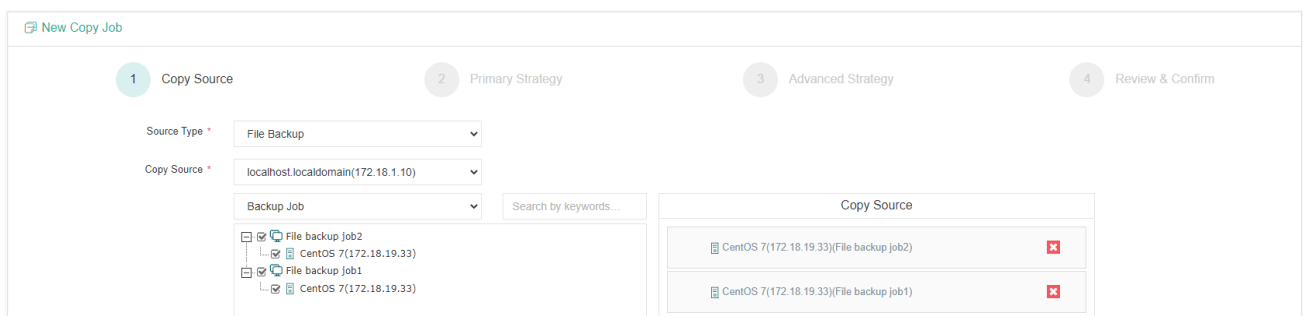 New Copy Job
1 Copy Source 2 Primary Strategy 3 Advanced Strategy 4 Review & Confirm
Source Type * File Backup
Copy Source * localhost.localdomain(172.18.1.10)
Backup Job Search by keywords... Copy Source
File backup job2
CentOS 7(172.18.19.33)
File backup job1
CentOS 7(172.18.19.33)
CentOS 7(172.18.19.33)(File backup job2)
CentOS 7(172.18.19.33)(File backup job1)